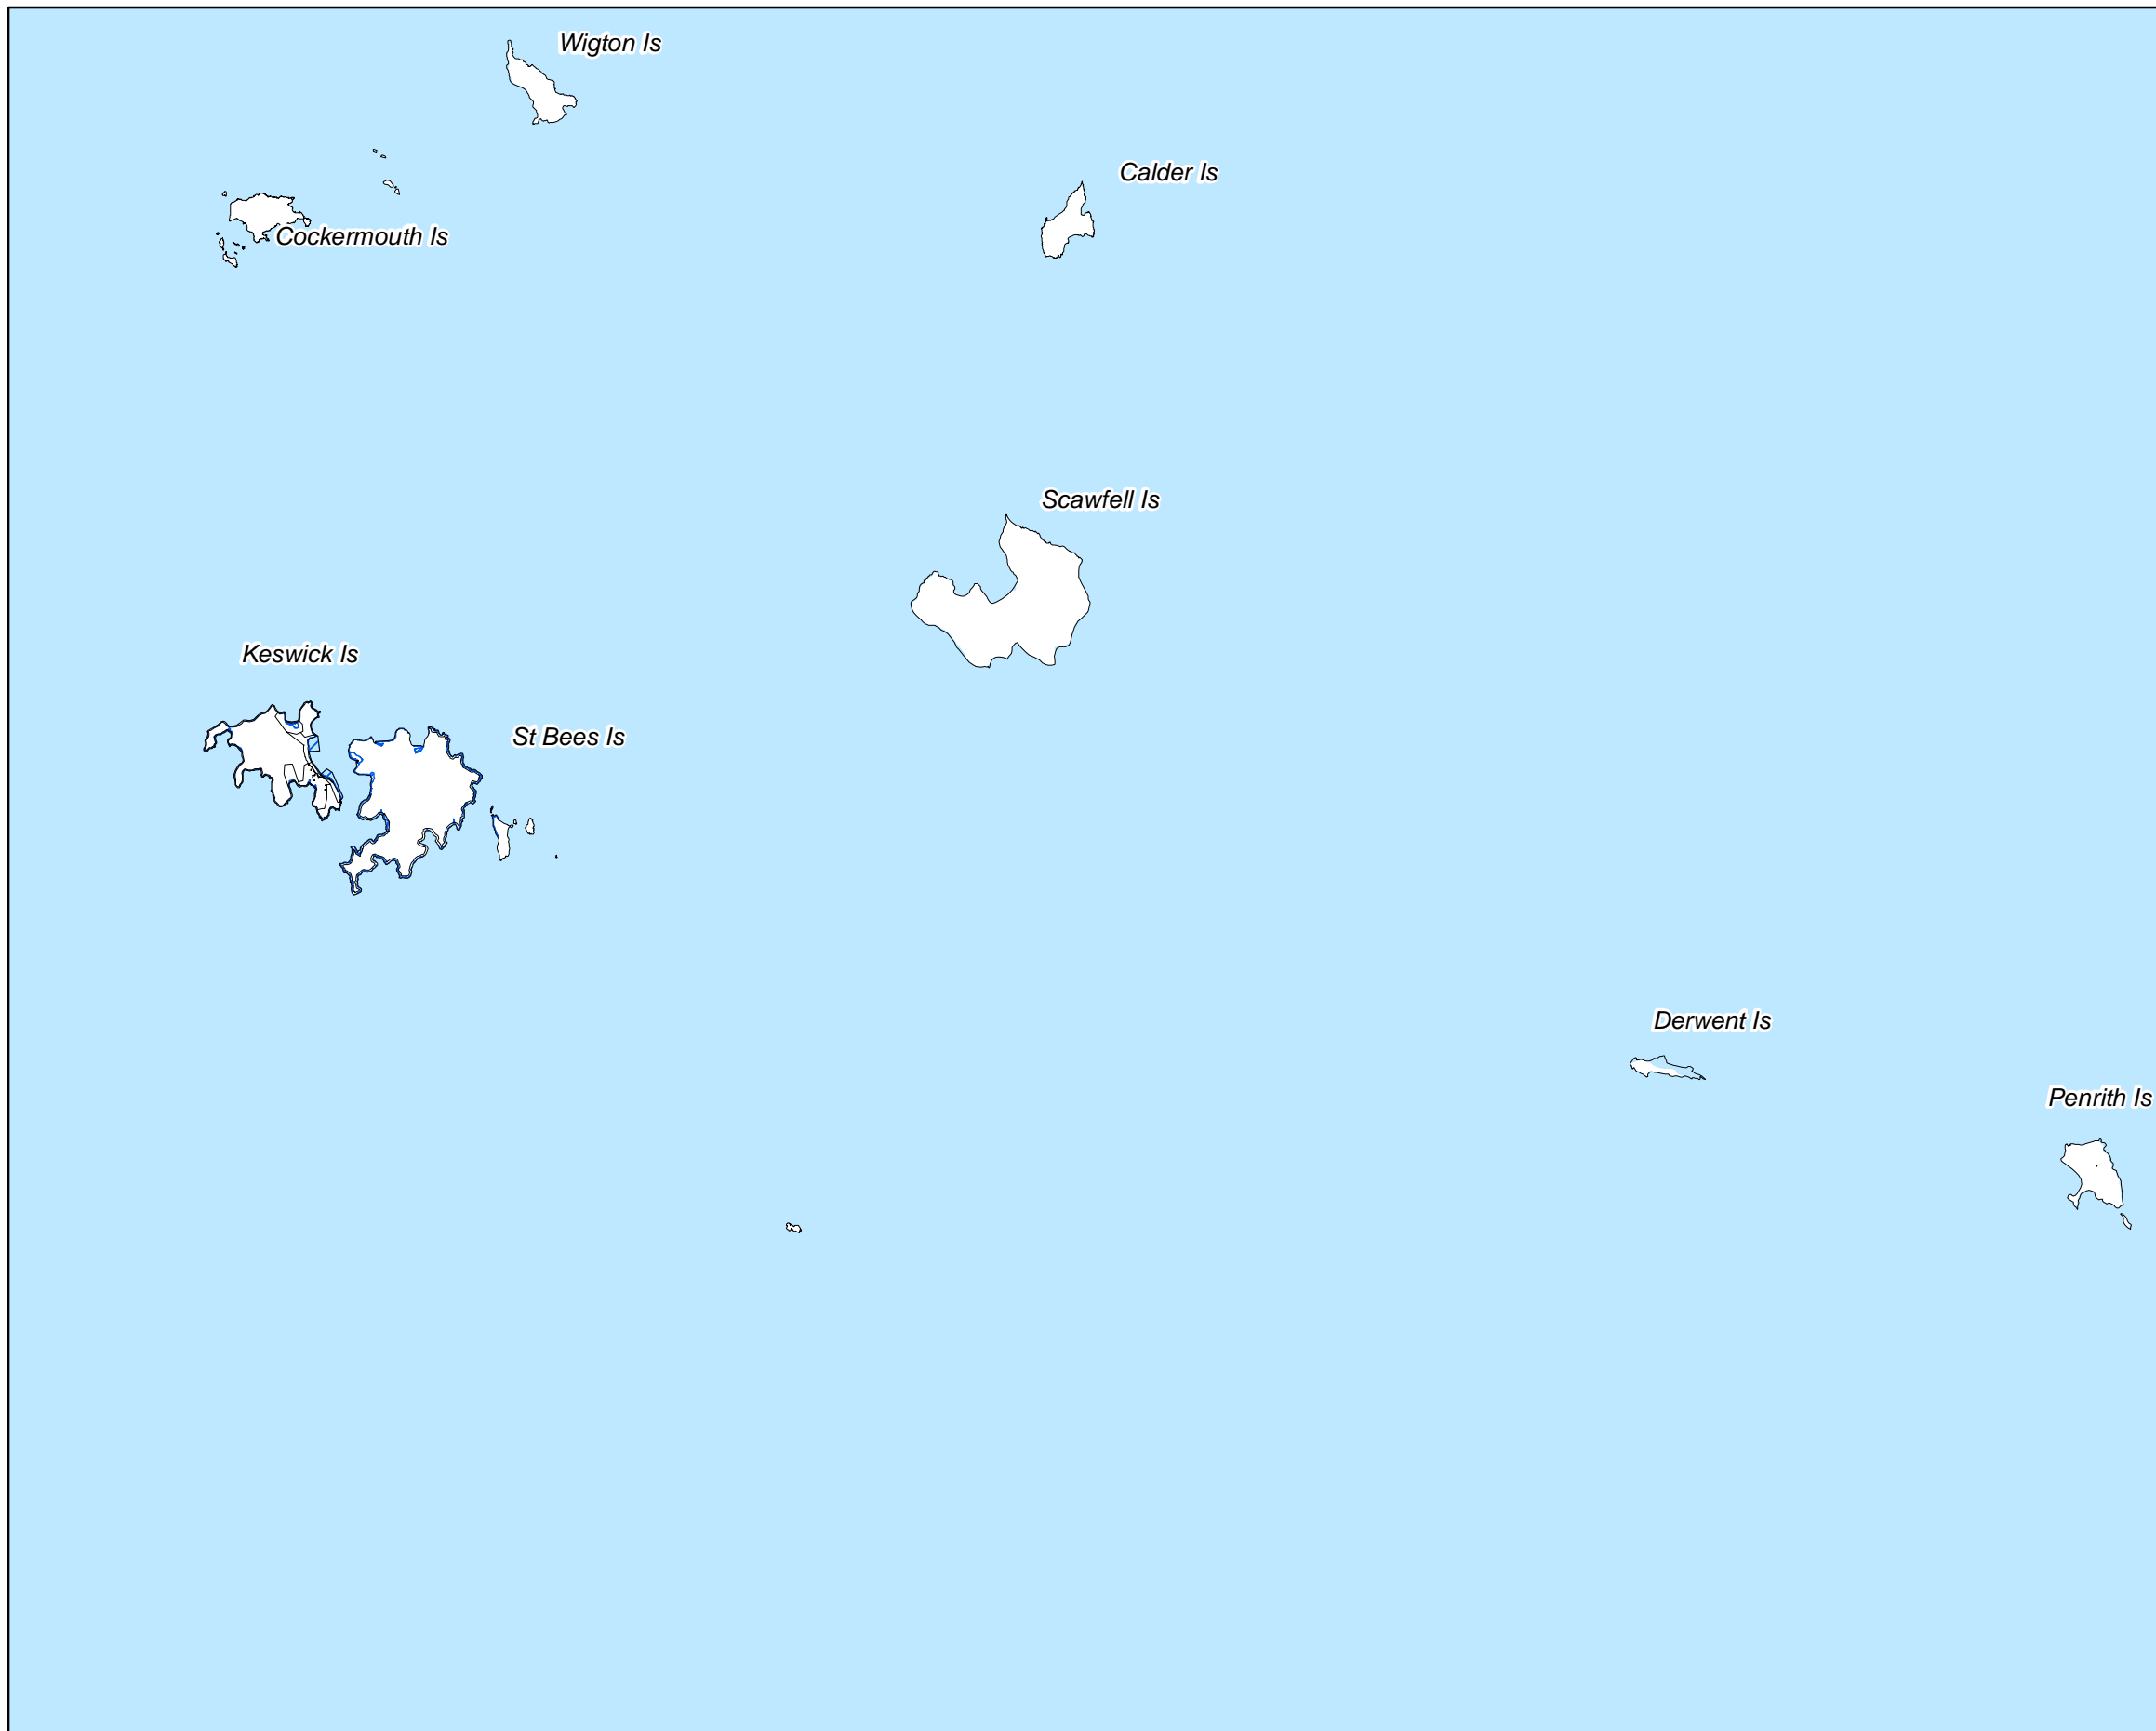 Wigton Is
Calder Is
Cockermouth Is
Scawfell Is
Keswick Is
St Bees Is
Derwent Is
Penrith Is